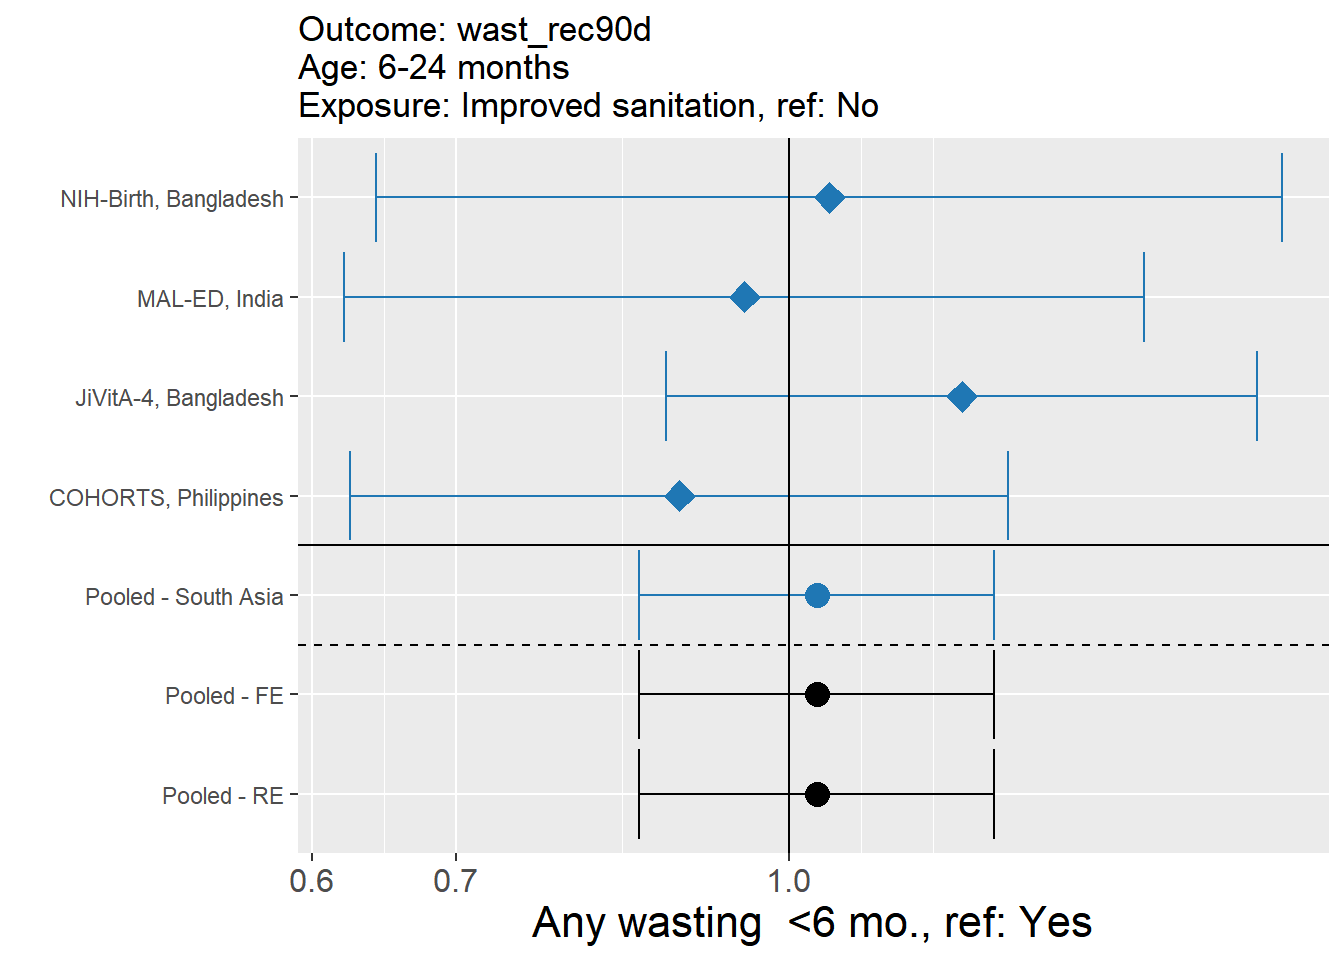 Outcome: wast_rec90d
Age: 6-24 months
Exposure: Improved sanitation, ref: No
NIH-Birth, Bangladesh
MAL-ED, India
JiVitA-4, Bangladesh
COHORTS, Philippines
Pooled - South Asia
Pooled - FE
Pooled - RE
0.6 0.7 1.0
Any wasting  <6 mo., ref: Yes